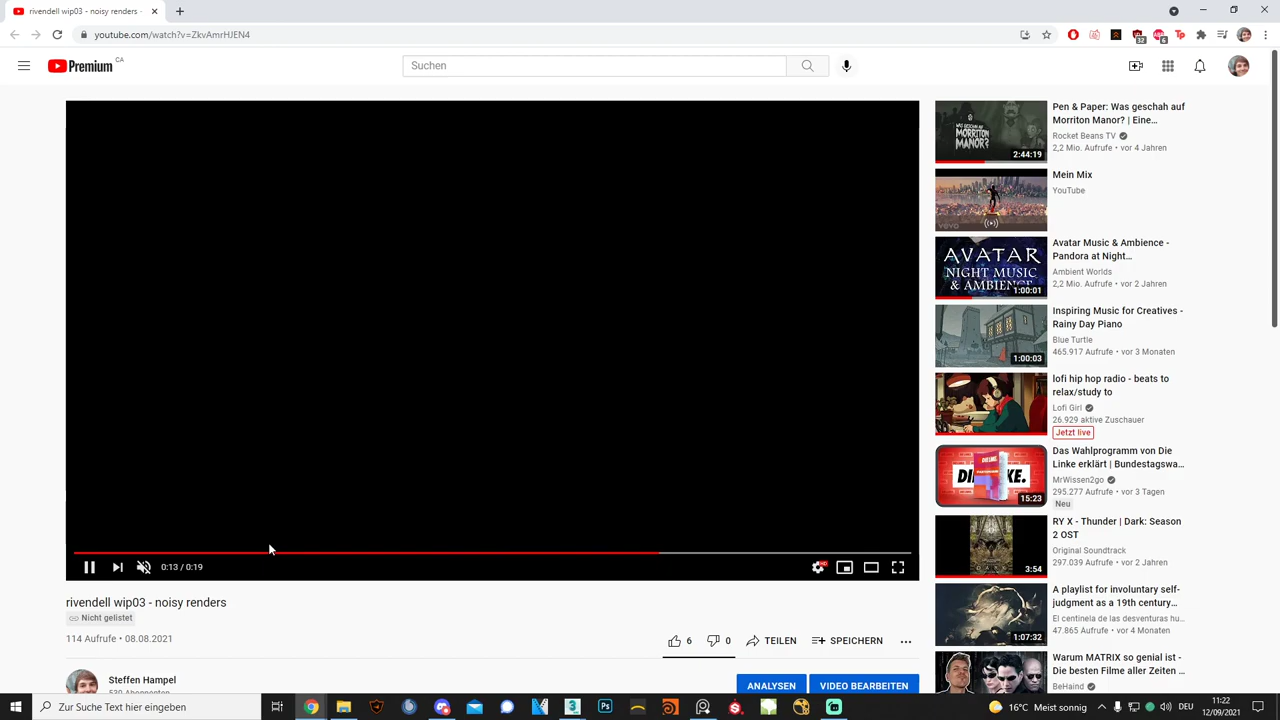 rivendell wip03 - noisy renders -
youtube.com/watch?v=ZkvAmrHJEN4
32
6
Premium
CA
Suchen
WAS GESCHAH AUF
MORRITON
MANOR?
2:44:19
Pen & Paper: Was geschah auf
Morriton Manor? | Eine…
Rocket Beans TV
2,2 Mio. Aufrufe • vor 4 Jahren
vevo
Mein Mix
YouTube
AVATAR
NIGHT MUSIC
& AMBIENCE
1:00:01
Avatar Music & Ambience -
Pandora at Night…
Ambient Worlds
2,2 Mio. Aufrufe • vor 2 Jahren
1:00:03
Inspiring Music for Creatives -
Rainy Day Piano
Blue Turtle
465.917 Aufrufe • vor 3 Monaten
lofi hip hop radio - beats to
relax/study to
Lofi Girl
26.929 aktive Zuschauer
Jetzt live
15:23
Das Wahlprogramm von Die
Linke erklärt | Bundestagswa…
MrWissen2go
295.277 Aufrufe • vor 3 Tagen
Neu
3:54
RY X - Thunder | Dark: Season
2 OST
Original Soundtrack
297.039 Aufrufe • vor 2 Jahren
1:07:32
A playlist for involuntary self-
judgment as a 19th century…
El centinela de las desventuras hu…
47.865 Aufrufe • vor 4 Monaten
Warum MATRIX so genial ist -
Die besten Filme aller Zeiten …
BeHaind
0:13 / 0:19
HD
rivendell wip03 - noisy renders
Nicht gelistet
114 Aufrufe • 08.08.2021
6
0
TEILEN
SPEICHERN
Steffen Hampel
ANALYSEN
VIDEO BEARBEITEN
Zur Suche Text hier eingeben
16°C Meist sonnig
DEU
11:22
12/09/2021